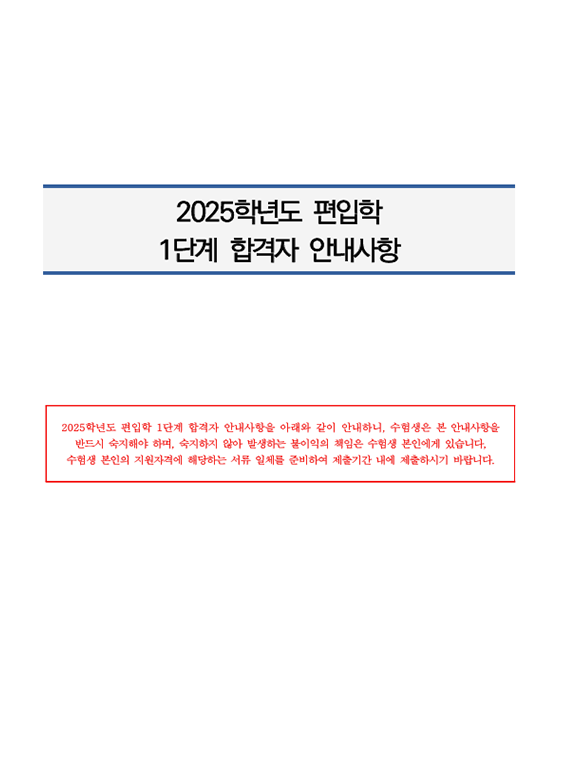 2025학년도 편입학
1단계 합격자 안내사항
2025학년도 편입학 1단계 합격자 안내사항을 아래와 같이 안내하니, 수험생은 본 안내사항을
반드시 숙지해야 하며, 숙지하지 않아 발생하는 불이익의 책임은 수험생 본인에게 있습니다.
수험생 본인의 지원자격에 해당하는 서류 일체를 준비하여 제출기간 내에 제출하시기 바랍니다.